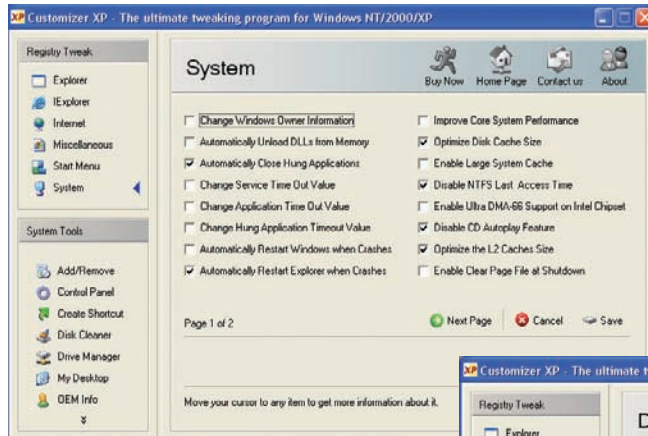 Customizer XP - The ultimate tweaking program for Windows NT/2000/XP
Registry Tweak
Explorer
IExplorer
Internet
Miscellaneous
Start Menu
System
System Tools
Add/Remove
Control Panel
Create Shortcut
Disk Cleaner
Drive Manager
My Desktop
OEM Info
System
Buy Now
Home Page
Contact us
About
Change Windows Owner Information
Automatically Unload DLLs from Memory
Automatically Close Hung Applications
Change Service Time Out Value
Change Application Time Out Value
Change Hung Application Timeout Value
Automatically Restart Windows when Crashes
Automatically Restart Explorer when Crashes
Improve Core System Performance
Optimize Disk Cache Size
Enable Large System Cache
Disable NTFS Last Access Time
Enable Ultra DMA-66 Support on Intel Chipset
Disable CD Autoplay Feature
Optimize the L2 Caches Size
Enable Clear Page File at Shutdown
Page 1 of 2
Next Page
Cancel
Save
Move your cursor to any item to get more information about it.
XP Customizer XP - The ultimate t
Registry Tweak
Explorer
D